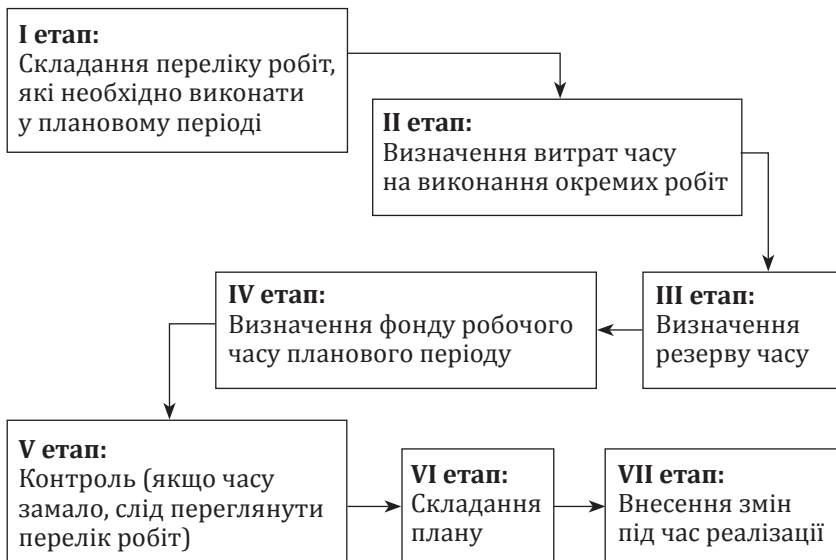 І етап:
Складання переліку робіт,
які необхідно виконати
у плановому періоді
ІІ етап:
Визначення витрат часу
на виконання окремих робіт
ІІІ етап:
Визначення
резерву часу
IV етап:
Визначення фонду робочого
часу планового періоду
V етап:
Контроль (якщо часу
замало, слід переглянути
перелік робіт)
VI етап:
Складання
плану
VII етап:
Внесення змін
під час реалізації